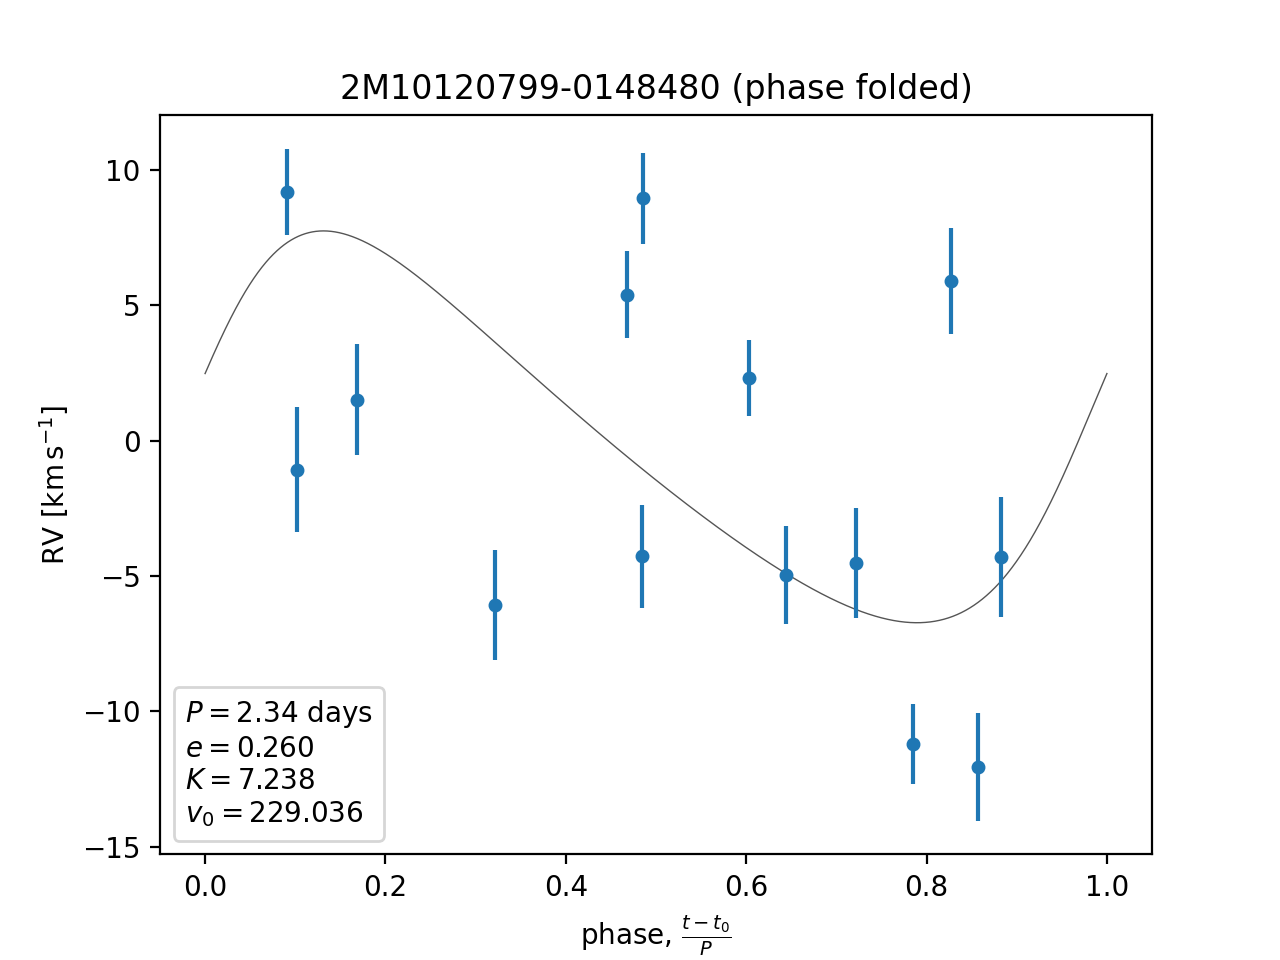 2M10120799-0148480 (phase folded)
10
5
0
−5
−10
−15
RV [km s⁻¹]
P = 2.34 days
e = 0.260
K = 7.238
v₀ = 229.036
0.0 0.2 0.4 0.6 0.8 1.0
phase, (t − t₀)/P